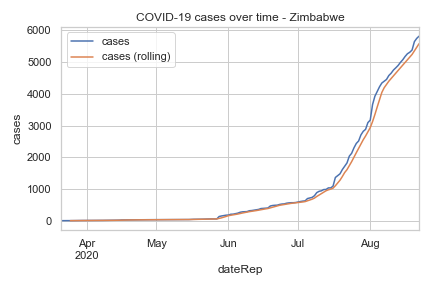 COVID-19 cases over time - Zimbabwe
cases
cases (rolling)
6000
5000
4000
3000
2000
1000
0
cases
Apr
2020
May
Jun
Jul
Aug
dateRep